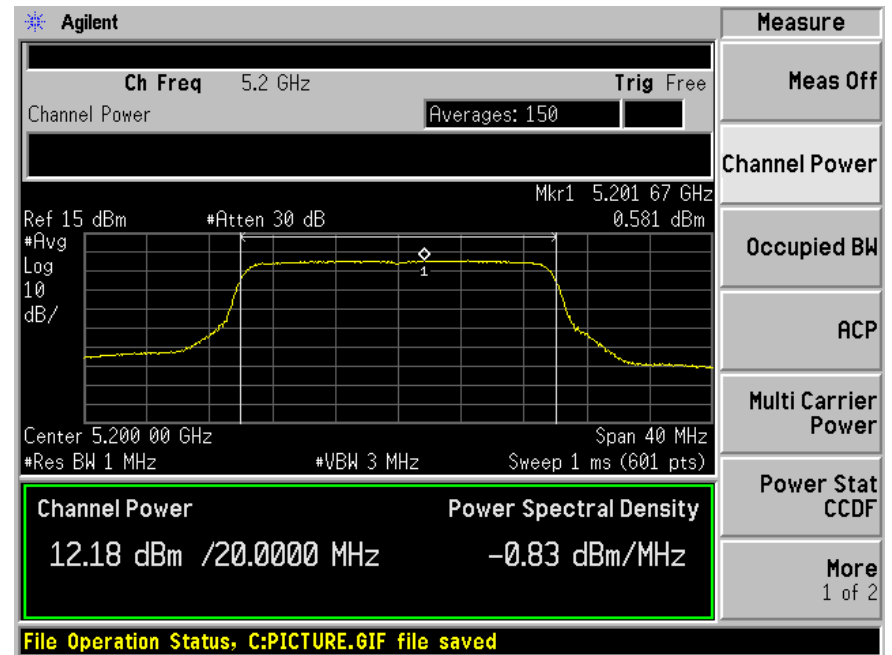 Agilent
Measure
Ch Freq 5.2 GHz Trig Free
Channel Power Averages: 150
Mkr1 5.201 67 GHz
Ref 15 dBm #Atten 30 dB 0.581 dBm
#Avg
Log
10
dB/
1
Center 5.200 00 GHz Span 40 MHz
#Res BW 1 MHz #VBW 3 MHz Sweep 1 ms (601 pts)
Channel Power Power Spectral Density
12.18 dBm /20.0000 MHz -0.83 dBm/MHz
File Operation Status, C:PICTURE.GIF file saved
Meas Off
Channel Power
Occupied BW
ACP
Multi Carrier
Power
Power Stat
CCDF
More
1 of 2